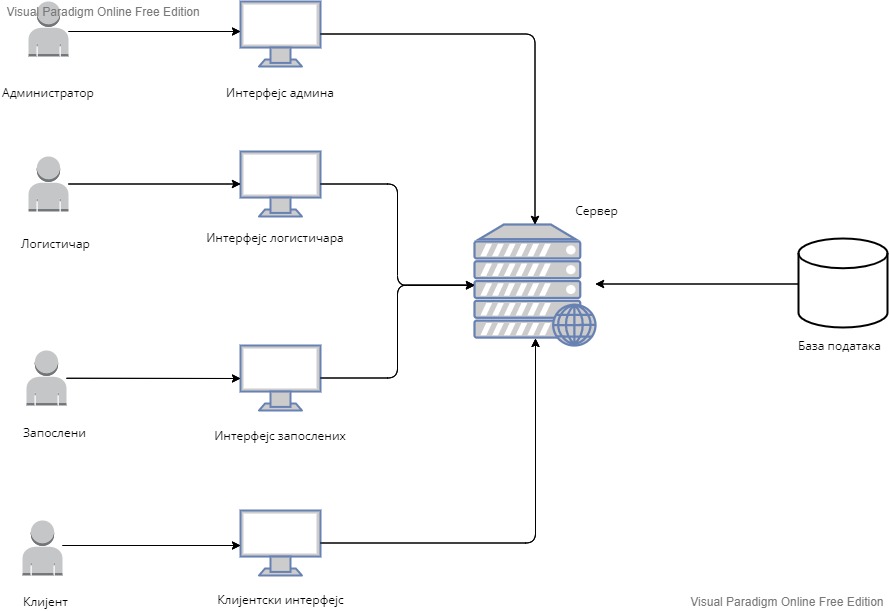 Visual Paradigm Online Free Edition
Администратор
Интерфејс админа
Логистичар
Интерфејс логистичара
Сервер
База података
Запослени
Интерфејс запослених
Клијент
Клијентски интерфејс
Visual Paradigm Online Free Edition